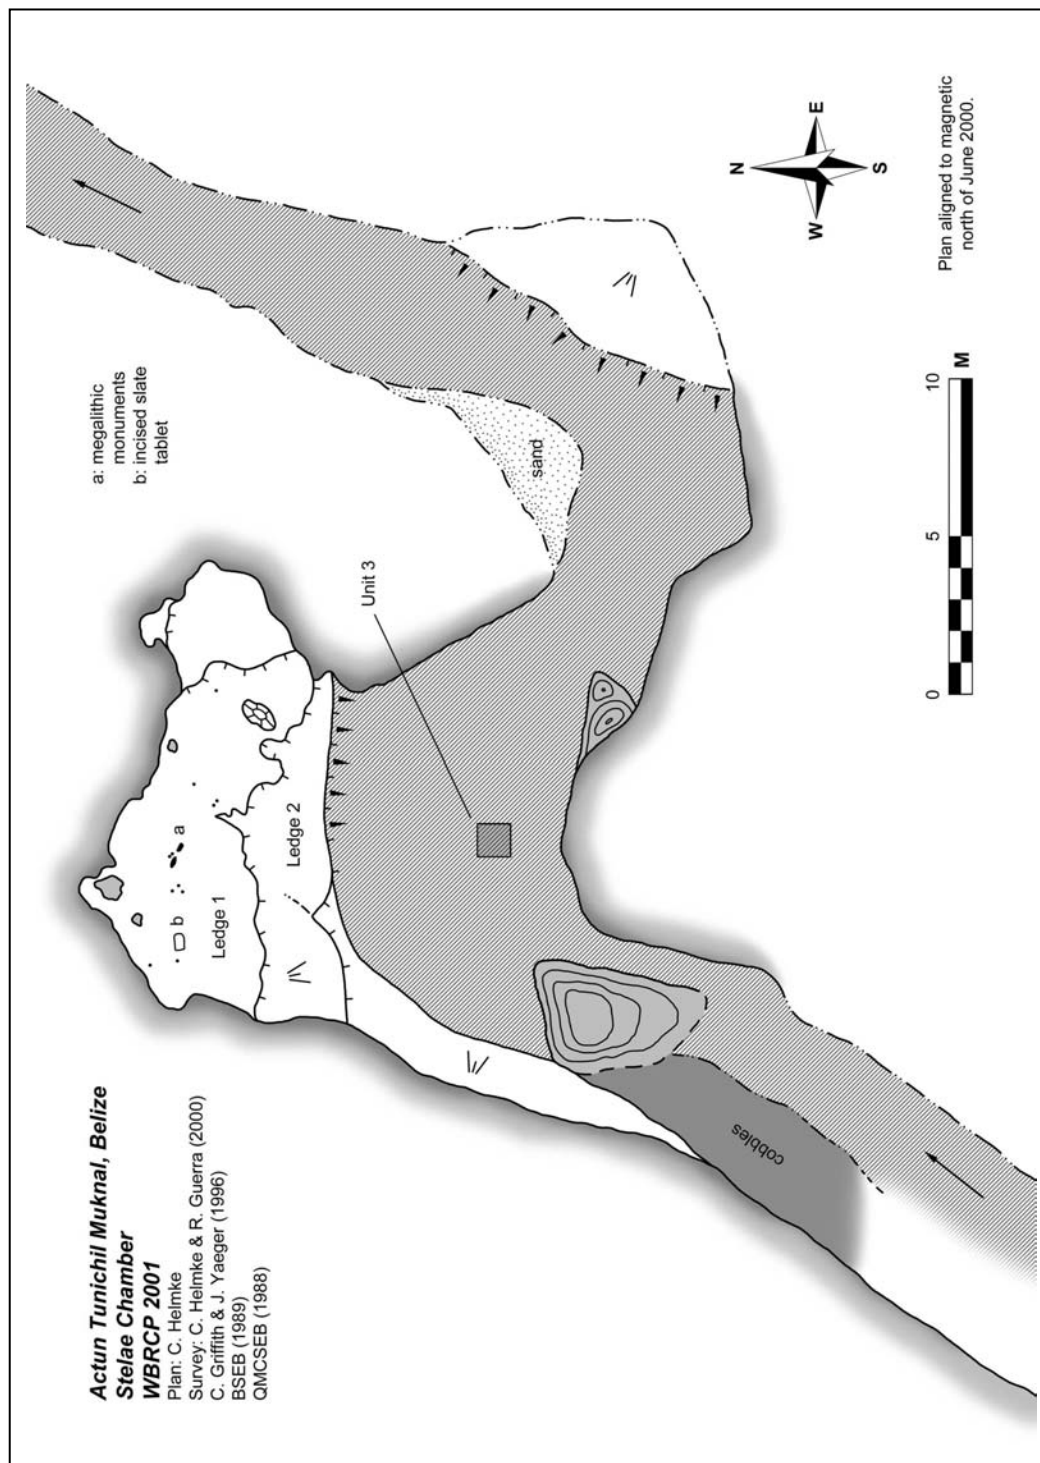 Actun Tunichil Muknal, Belize
Stelae Chamber
WBRCP 2001
Plan: C. Helmke
Survey: C. Helmke & R. Guerra (2000)
C. Griffith & J. Yaeger (1996)
BSEB (1989)
QMCSEB (1988)
a: megalithic
monuments
b: incised slate
tablet
b
a
Ledge 1
Ledge 2
Unit 3
sand
cobbles
N
W
E
S
0
5
10
M
Plan aligned to magnetic
north of June 2000.